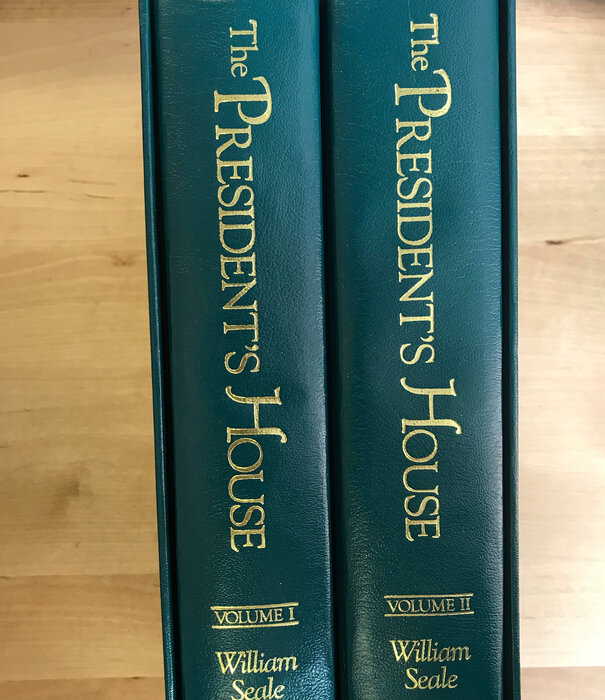 The PRESIDENT'S HOUSE
VOLUME I
William
Seale
The PRESIDENT'S HOUSE
VOLUME II
William
Seale